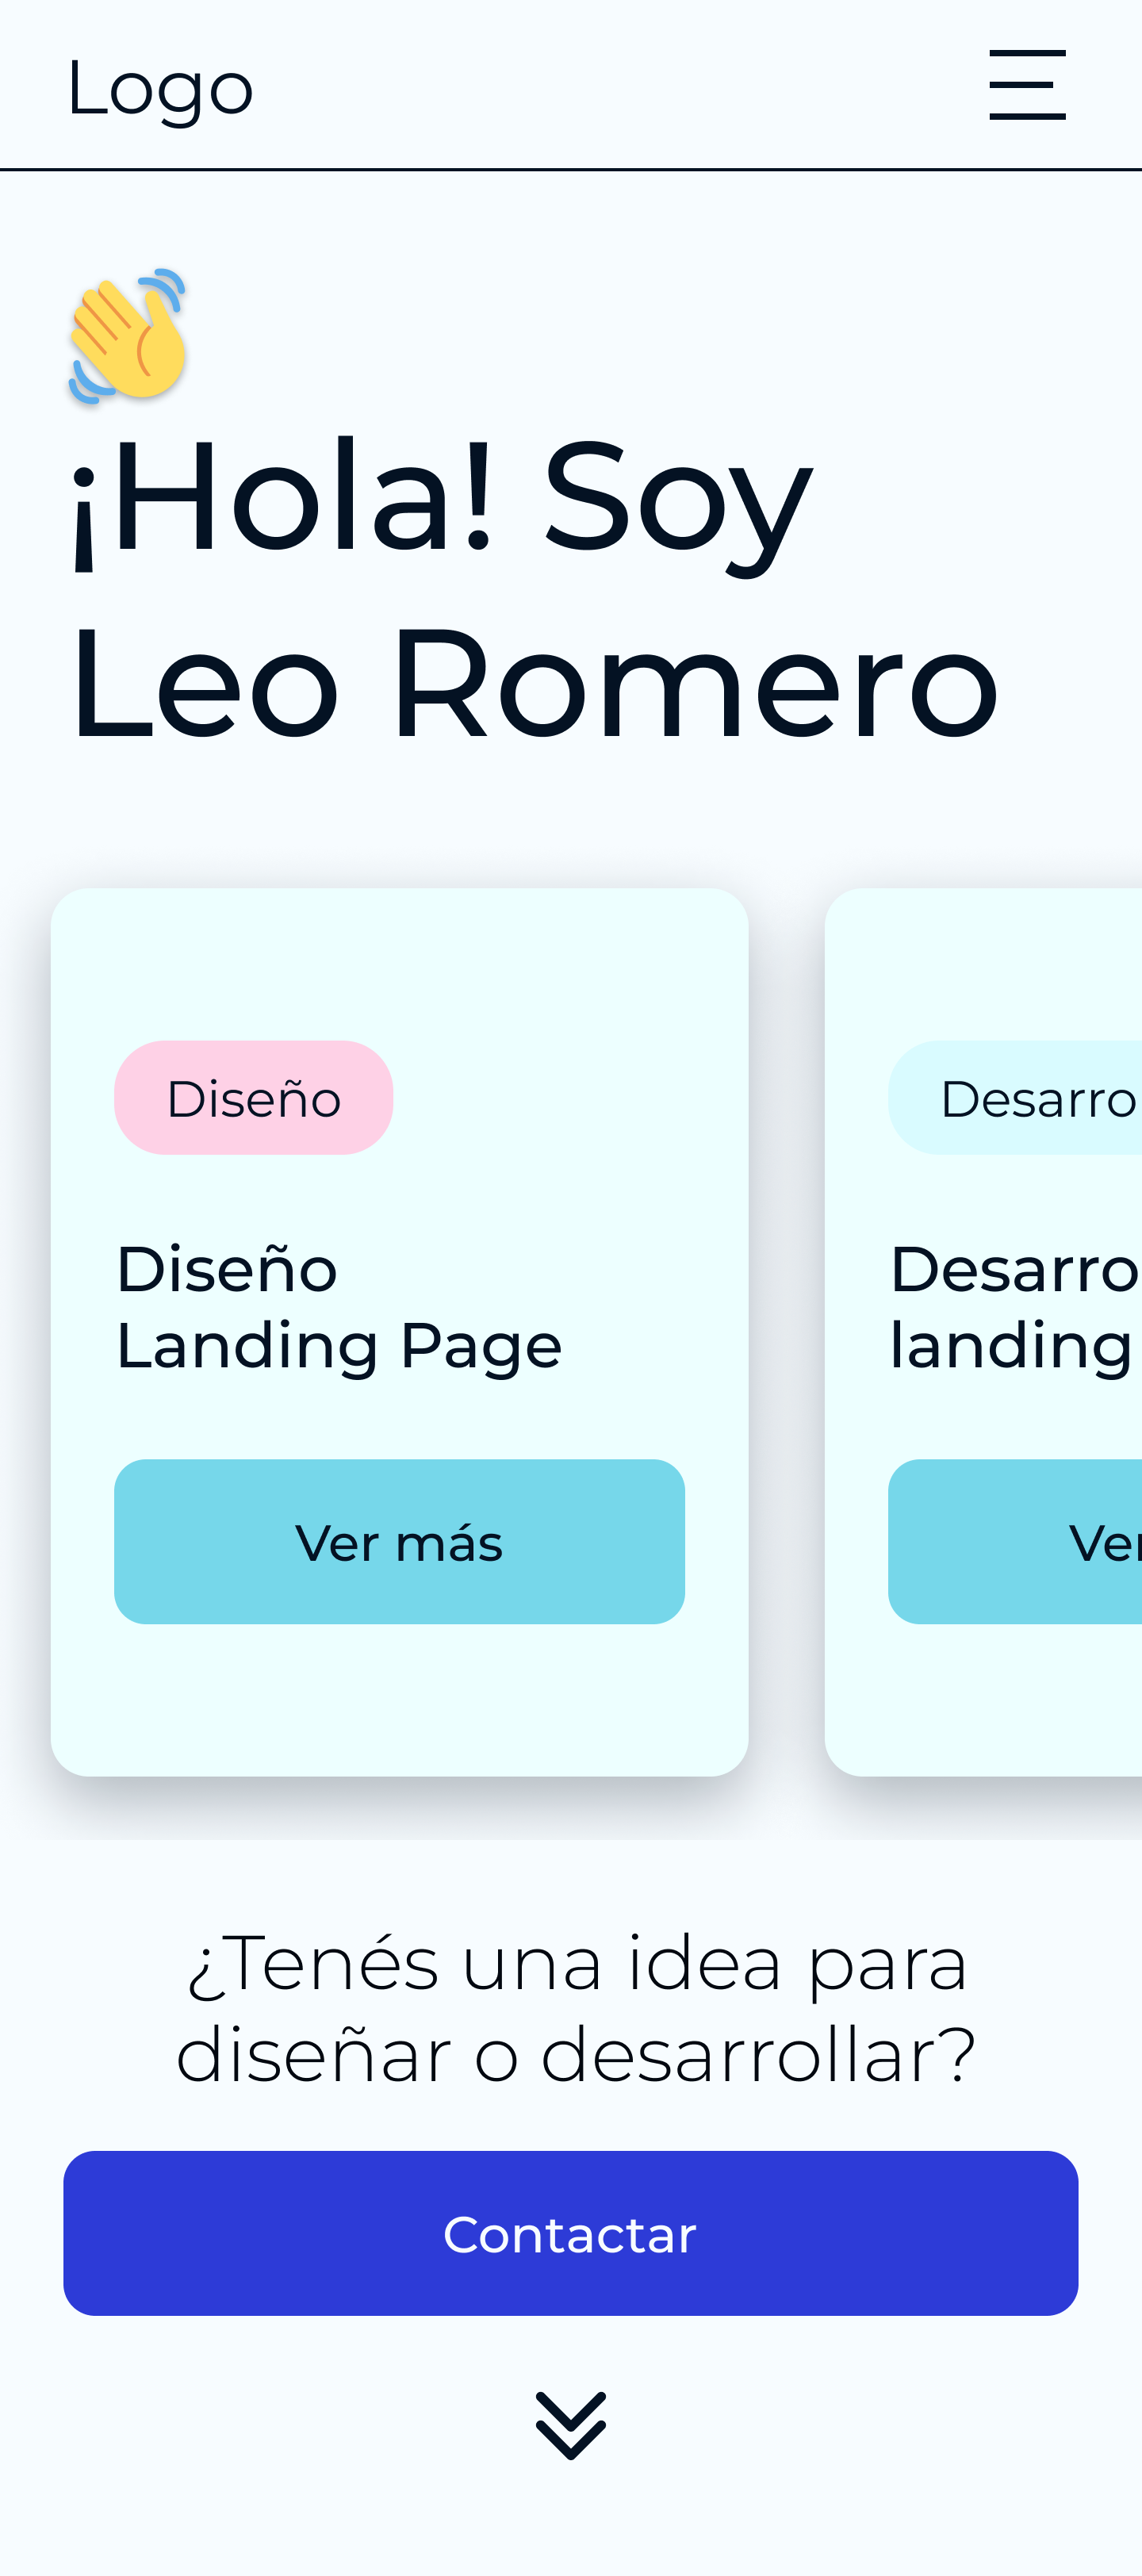 Logo
¡Hola! Soy
Leo Romero
Diseño
Diseño
Landing Page
Ver más
Desarro
Desarro
landing
Ver
¿Tenés una idea para
diseñar o desarrollar?
Contactar